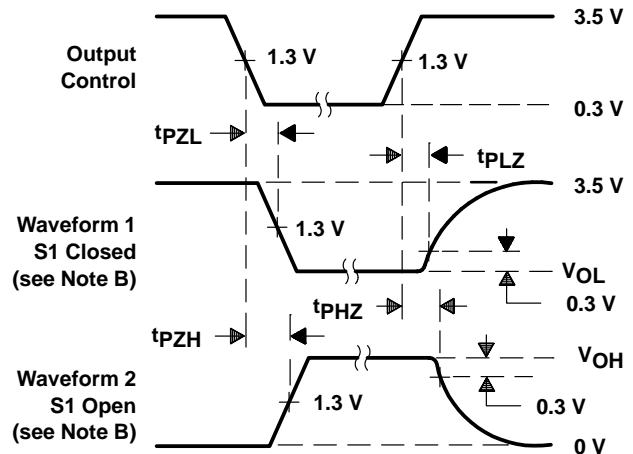 3.5 V
Output
Control
1.3 V
1.3 V
0.3 V
tPZL
tPLZ
3.5 V
Waveform 1
S1 Closed
(see Note B)
1.3 V
VOL
0.3 V
tPHZ
tPZH
VOH
Waveform 2
S1 Open
(see Note B)
1.3 V
0.3 V
0 V